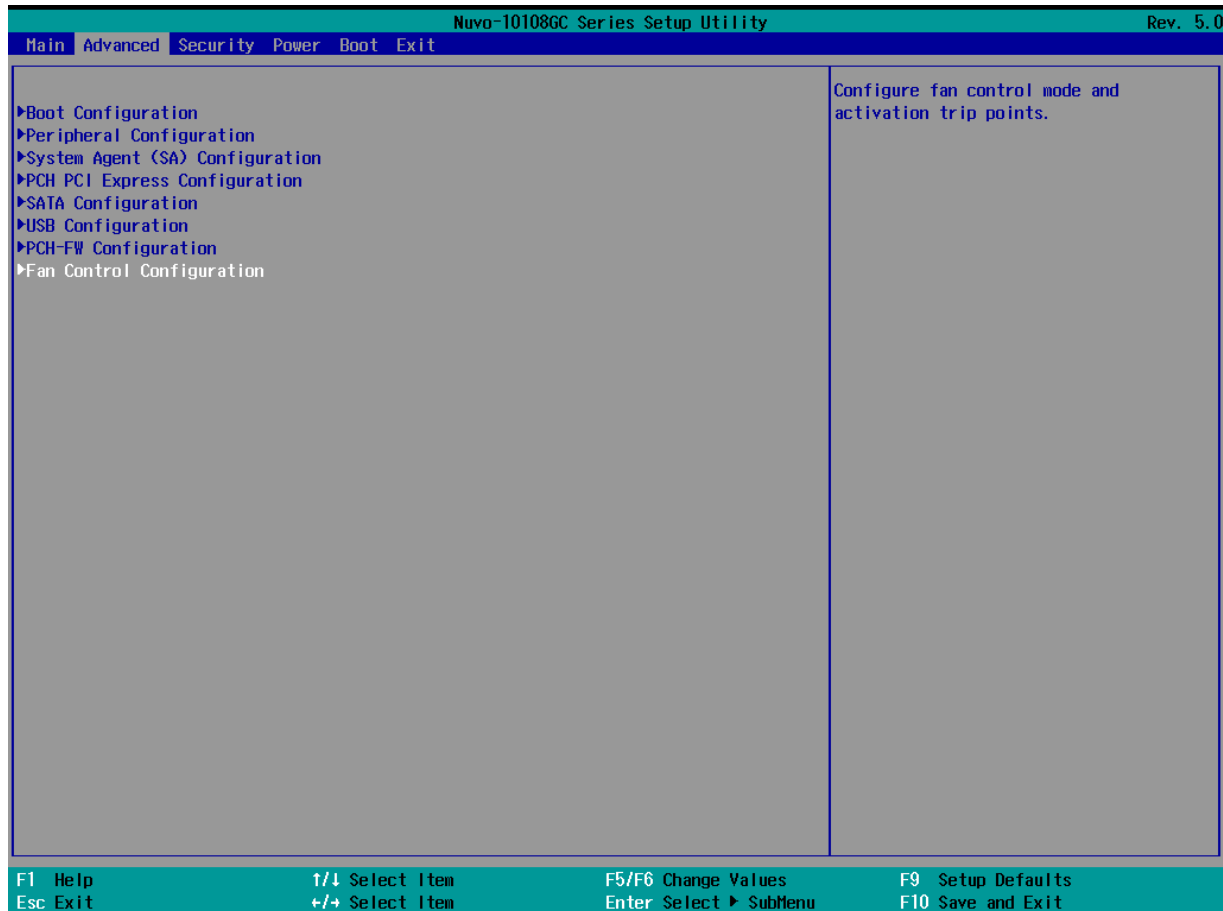 Nuvo-10108GC Series Setup Utility Rev. 5.0
Main Advanced Security Power Boot Exit
▶Boot Configuration
▶Peripheral Configuration
▶System Agent (SA) Configuration
▶PCH PCI Express Configuration
▶SATA Configuration
▶USB Configuration
▶PCH-FW Configuration
▶Fan Control Configuration
Configure fan control mode and
activation trip points.
F1 Help ↑/↓ Select Item F5/F6 Change Values F9 Setup Defaults
Esc Exit ←/→ Select Item Enter Select ▶ SubMenu F10 Save and Exit